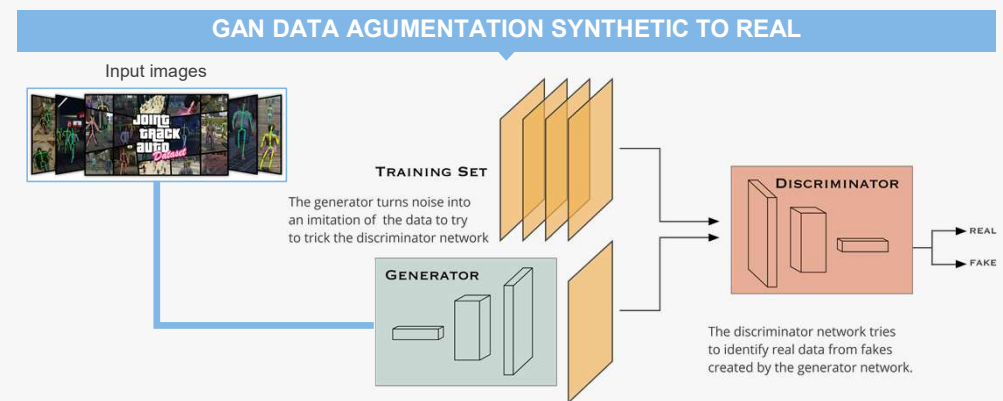 GAN DATA AGUMENTATION SYNTHETIC TO REAL
Input images
JOINT
TRACK
AUTO
Dataset
TRAINING SET
The generator turns noise into
an imitation of the data to try
to trick the discriminator network
GENERATOR
DISCRIMINATOR
REAL
FAKE
The discriminator network tries
to identify real data from fakes
created by the generator network.